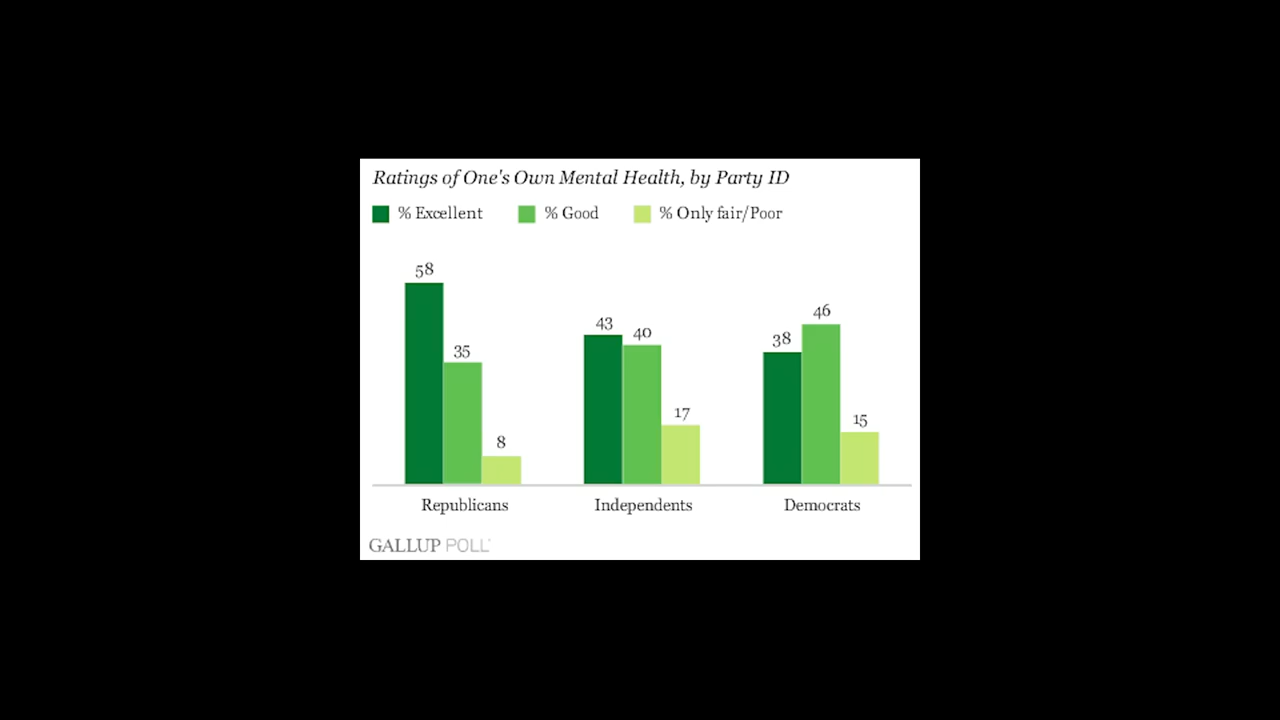 Ratings of One's Own Mental Health, by Party ID
% Excellent % Good % Only fair/Poor
58 35 8 43 40 17 38 46 15
Republicans Independents Democrats
GALLUP POLL